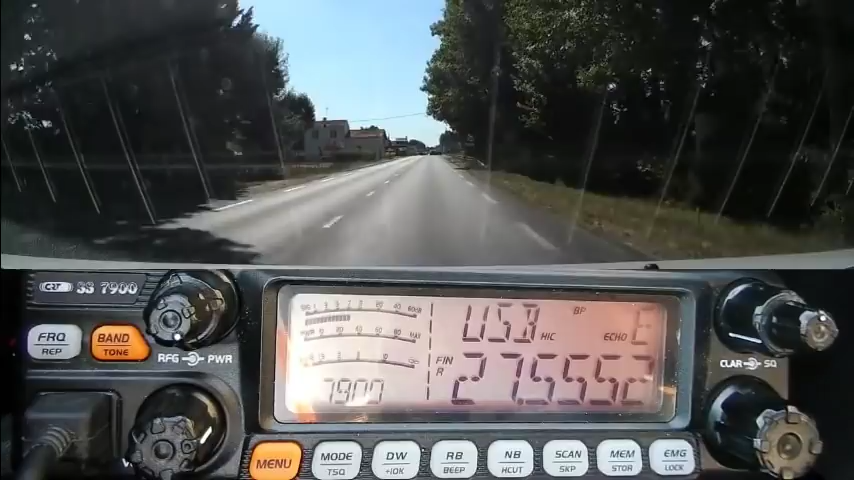 CRT SS 7900
FRQ
REP
BAND
TONE
RFG PWR
USB HIC BP ECHO E
FIN
R
27.5552
7900
CLAR SQ
MENU
MODE
TSQ
DW
+10K
RB
BEEP
NB
HCUT
SCAN
SKP
MEM
STOR
EMG
LOCK